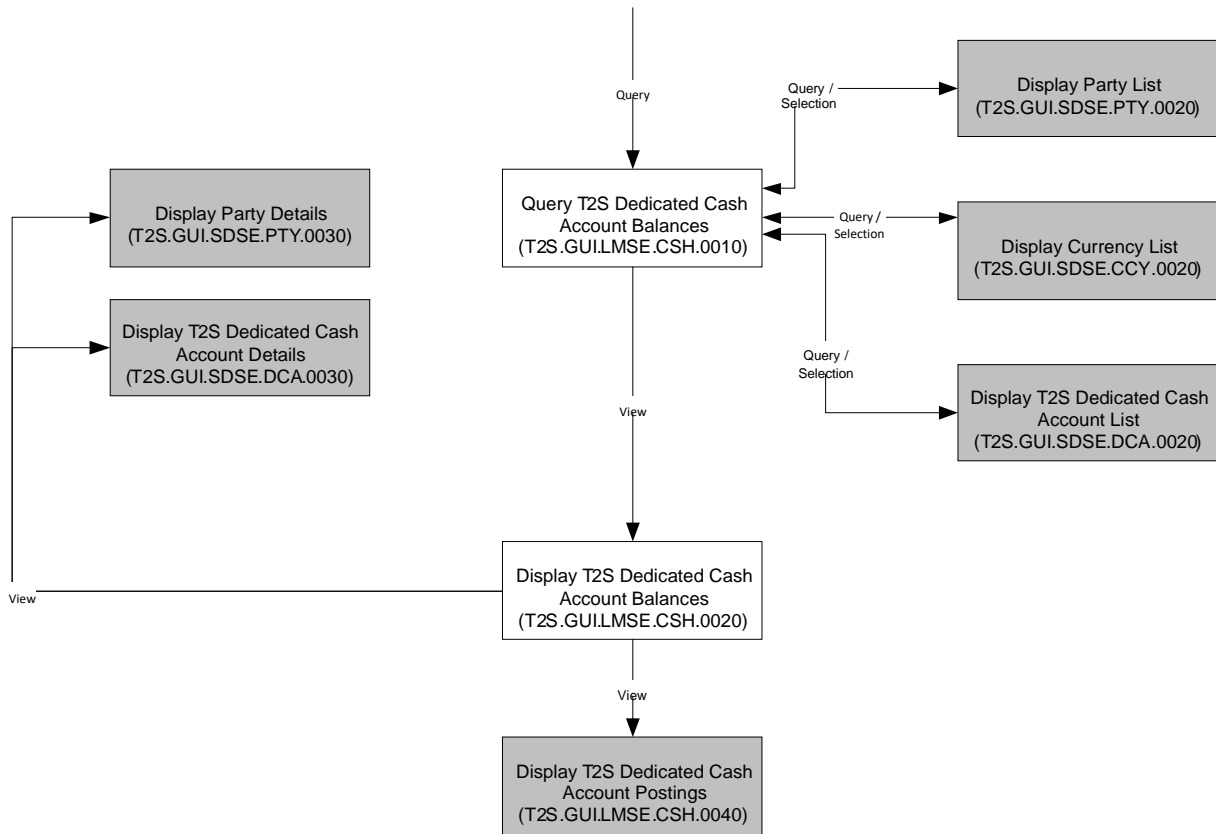 Query
Query /
Selection
Display Party List
(T2S.GUI.SDSE.PTY.0020)
Display Party Details
(T2S.GUI.SDSE.PTY.0030)
Query T2S Dedicated Cash
Account Balances
(T2S.GUI.LMSE.CSH.0010)
Query /
Selection
Display Currency List
(T2S.GUI.SDSE.CCY.0020)
Display T2S Dedicated Cash
Account Details
(T2S.GUI.SDSE.DCA.0030)
Query /
Selection
Display T2S Dedicated Cash
Account List
(T2S.GUI.SDSE.DCA.0020)
View
Display T2S Dedicated Cash
Account Balances
(T2S.GUI.LMSE.CSH.0020)
View
View
Display T2S Dedicated Cash
Account Postings
(T2S.GUI.LMSE.CSH.0040)